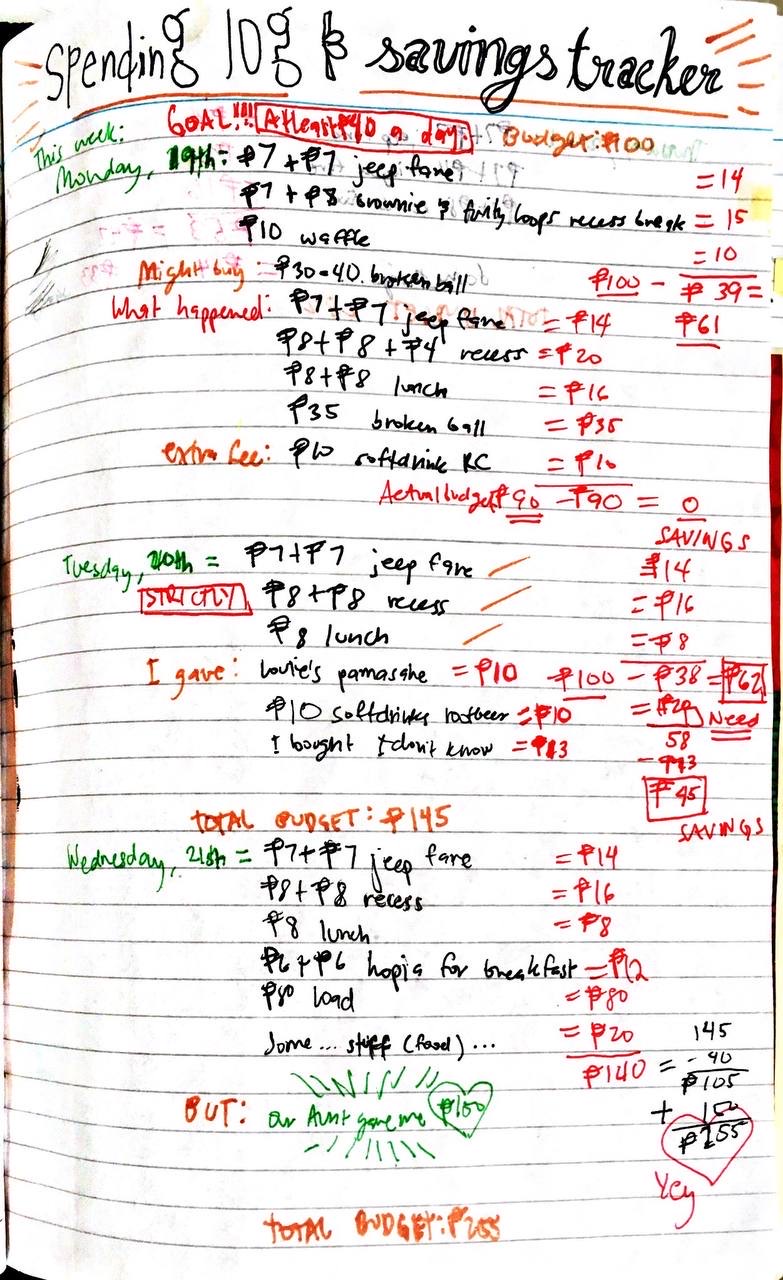 Spending log & savings tracker
GOAL!!! At least ₱40 a day. Budget: ₱100
This week:
Monday, 19th: ₱7 + ₱7 jeep fare = 14
₱7 + ₱8 brownie & fruity loops recess break = 15
₱10 waffle = 10
Might buy = ₱30-40. broken ball ₱100 - ₱39 =
What happened: ₱7 + ₱7 jeep fare = ₱14 ₱61
₱8 + ₱8 + ₱4 recess = ₱20
₱8 + ₱8 lunch = ₱16
₱35 broken ball = ₱35
extra fee: ₱10 softdrink RC = ₱10
Actual budget ₱90 - ₱90 = 0
SAVINGS
Tuesday, 20th = ₱7 + ₱7 jeep fare ₱14
STRICTLY ₱8 + ₱8 recess = ₱16
₱8 lunch = ₱8
I gave: Louie's pamasahe = ₱10 ₱100 - ₱38 = ₱62
₱10 softdrinks rootbeer = ₱10 = Need
I bought I don't know = ₱13 58
- ₱13
₱45
SAVINGS
TOTAL BUDGET: ₱145
Wednesday, 21th = ₱7 + ₱7 jeep fare = ₱14
₱8 + ₱8 recess = ₱16
₱8 lunch = ₱8
₱6 + ₱6 hopia for breakfast = ₱12
₱80 load = ₱80
Some ... stuff (food) ... = ₱20 145
₱140 = - 40
₱105
BUT: Our Aunt gave me ₱150 + 150
₱255
Yey
TOTAL BUDGET: ₱255